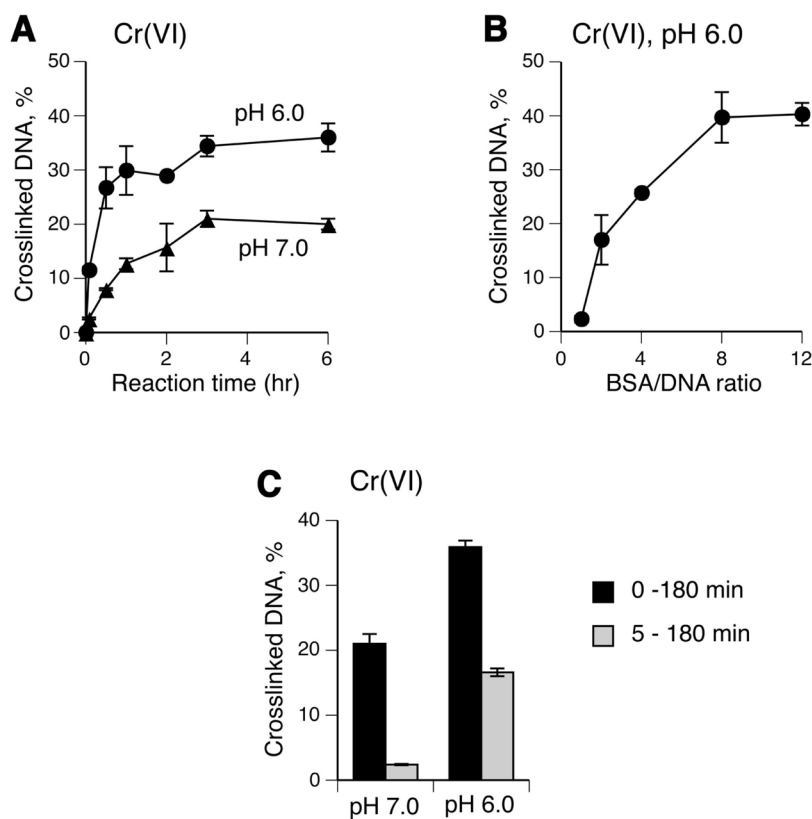 A Cr(VI)
50
40
30
20
10
0
Crosslinked DNA, %
pH 6.0
pH 7.0
0 2 4 6
Reaction time (hr)
B Cr(VI), pH 6.0
50
40
30
20
10
0
Crosslinked DNA, %
0 4 8 12
BSA/DNA ratio
C Cr(VI)
40
30
20
10
0
Crosslinked DNA, %
pH 7.0 pH 6.0
0 -180 min
5 - 180 min